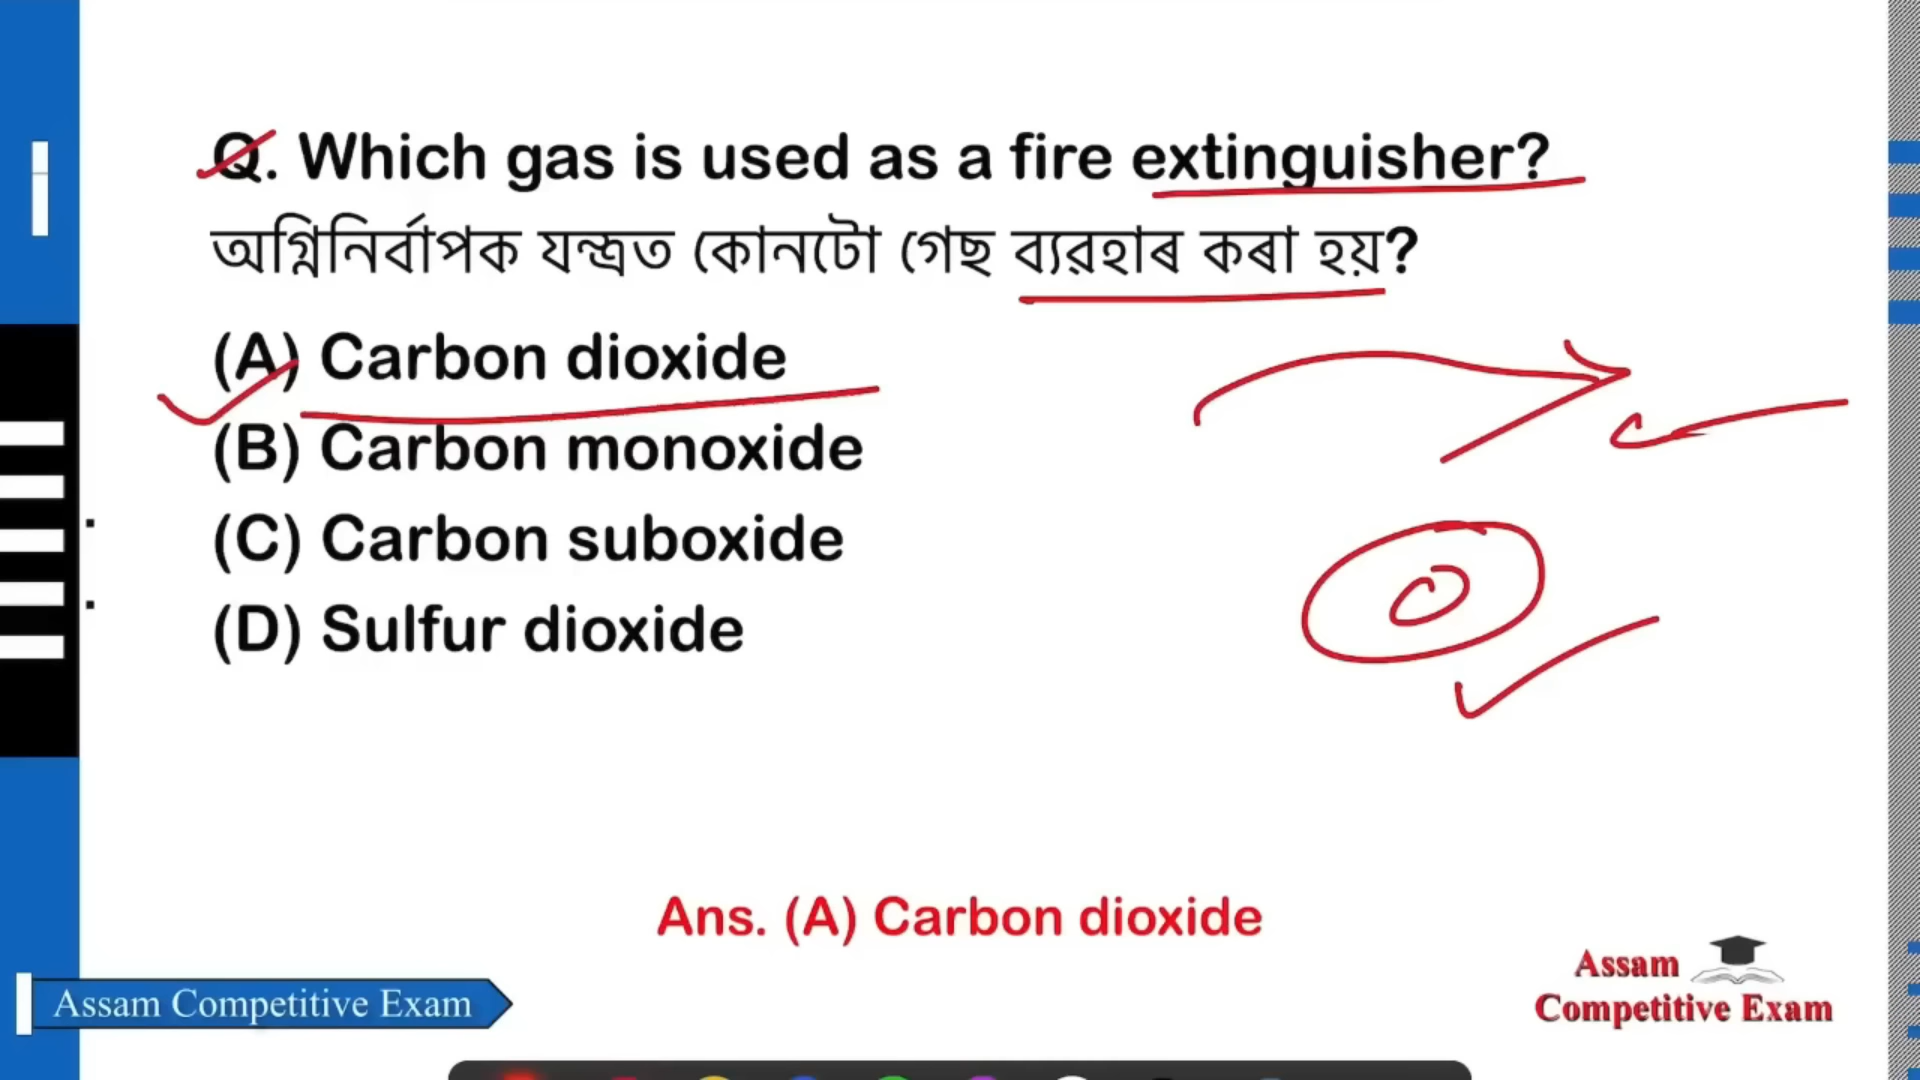 Q. Which gas is used as a fire extinguisher?
অগ্নিনিৰ্বাপক যন্ত্ৰত কোনটো গেছ ব্যৱহাৰ কৰা হয়?
(A) Carbon dioxide
(B) Carbon monoxide
(C) Carbon suboxide
(D) Sulfur dioxide
Ans. (A) Carbon dioxide
Assam Competitive Exam
Assam
Competitive Exam